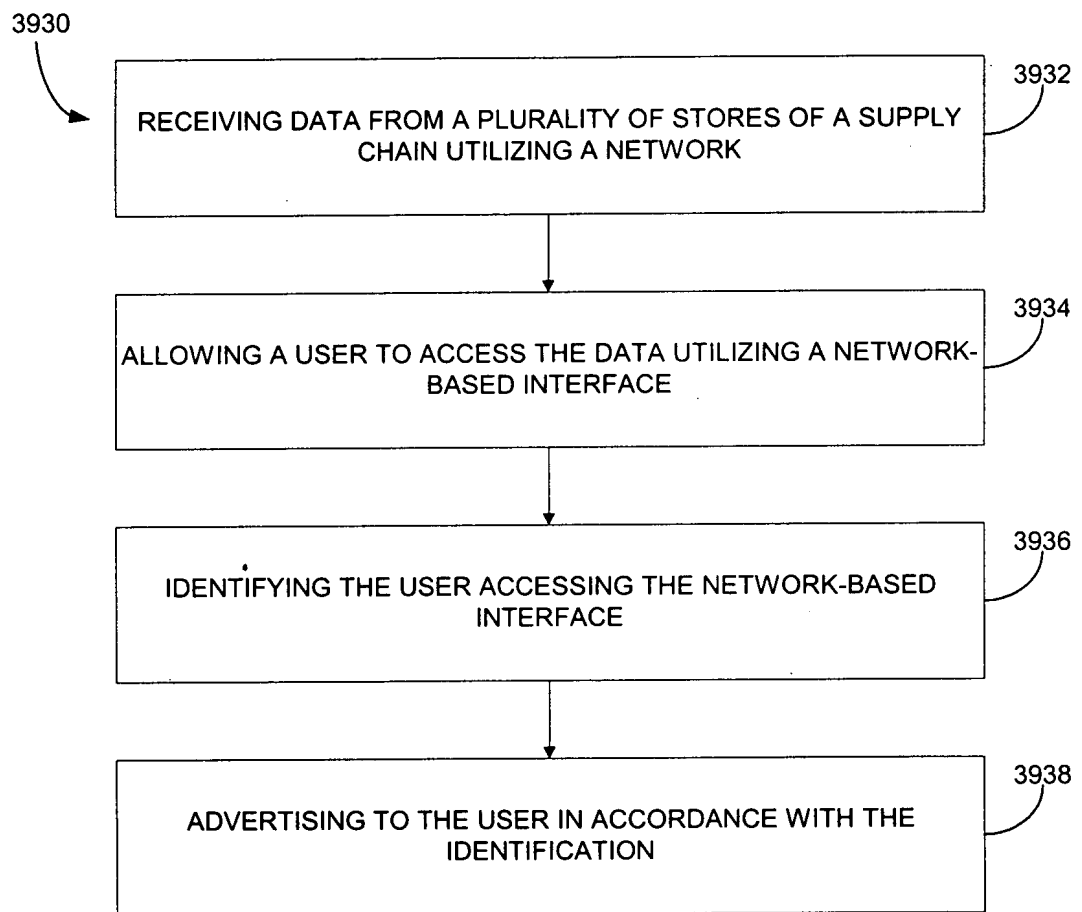 3930
3932
RECEIVING DATA FROM A PLURALITY OF STORES OF A SUPPLY
CHAIN UTILIZING A NETWORK
3934
ALLOWING A USER TO ACCESS THE DATA UTILIZING A NETWORK-
BASED INTERFACE
3936
IDENTIFYING THE USER ACCESSING THE NETWORK-BASED
INTERFACE
3938
ADVERTISING TO THE USER IN ACCORDANCE WITH THE
IDENTIFICATION